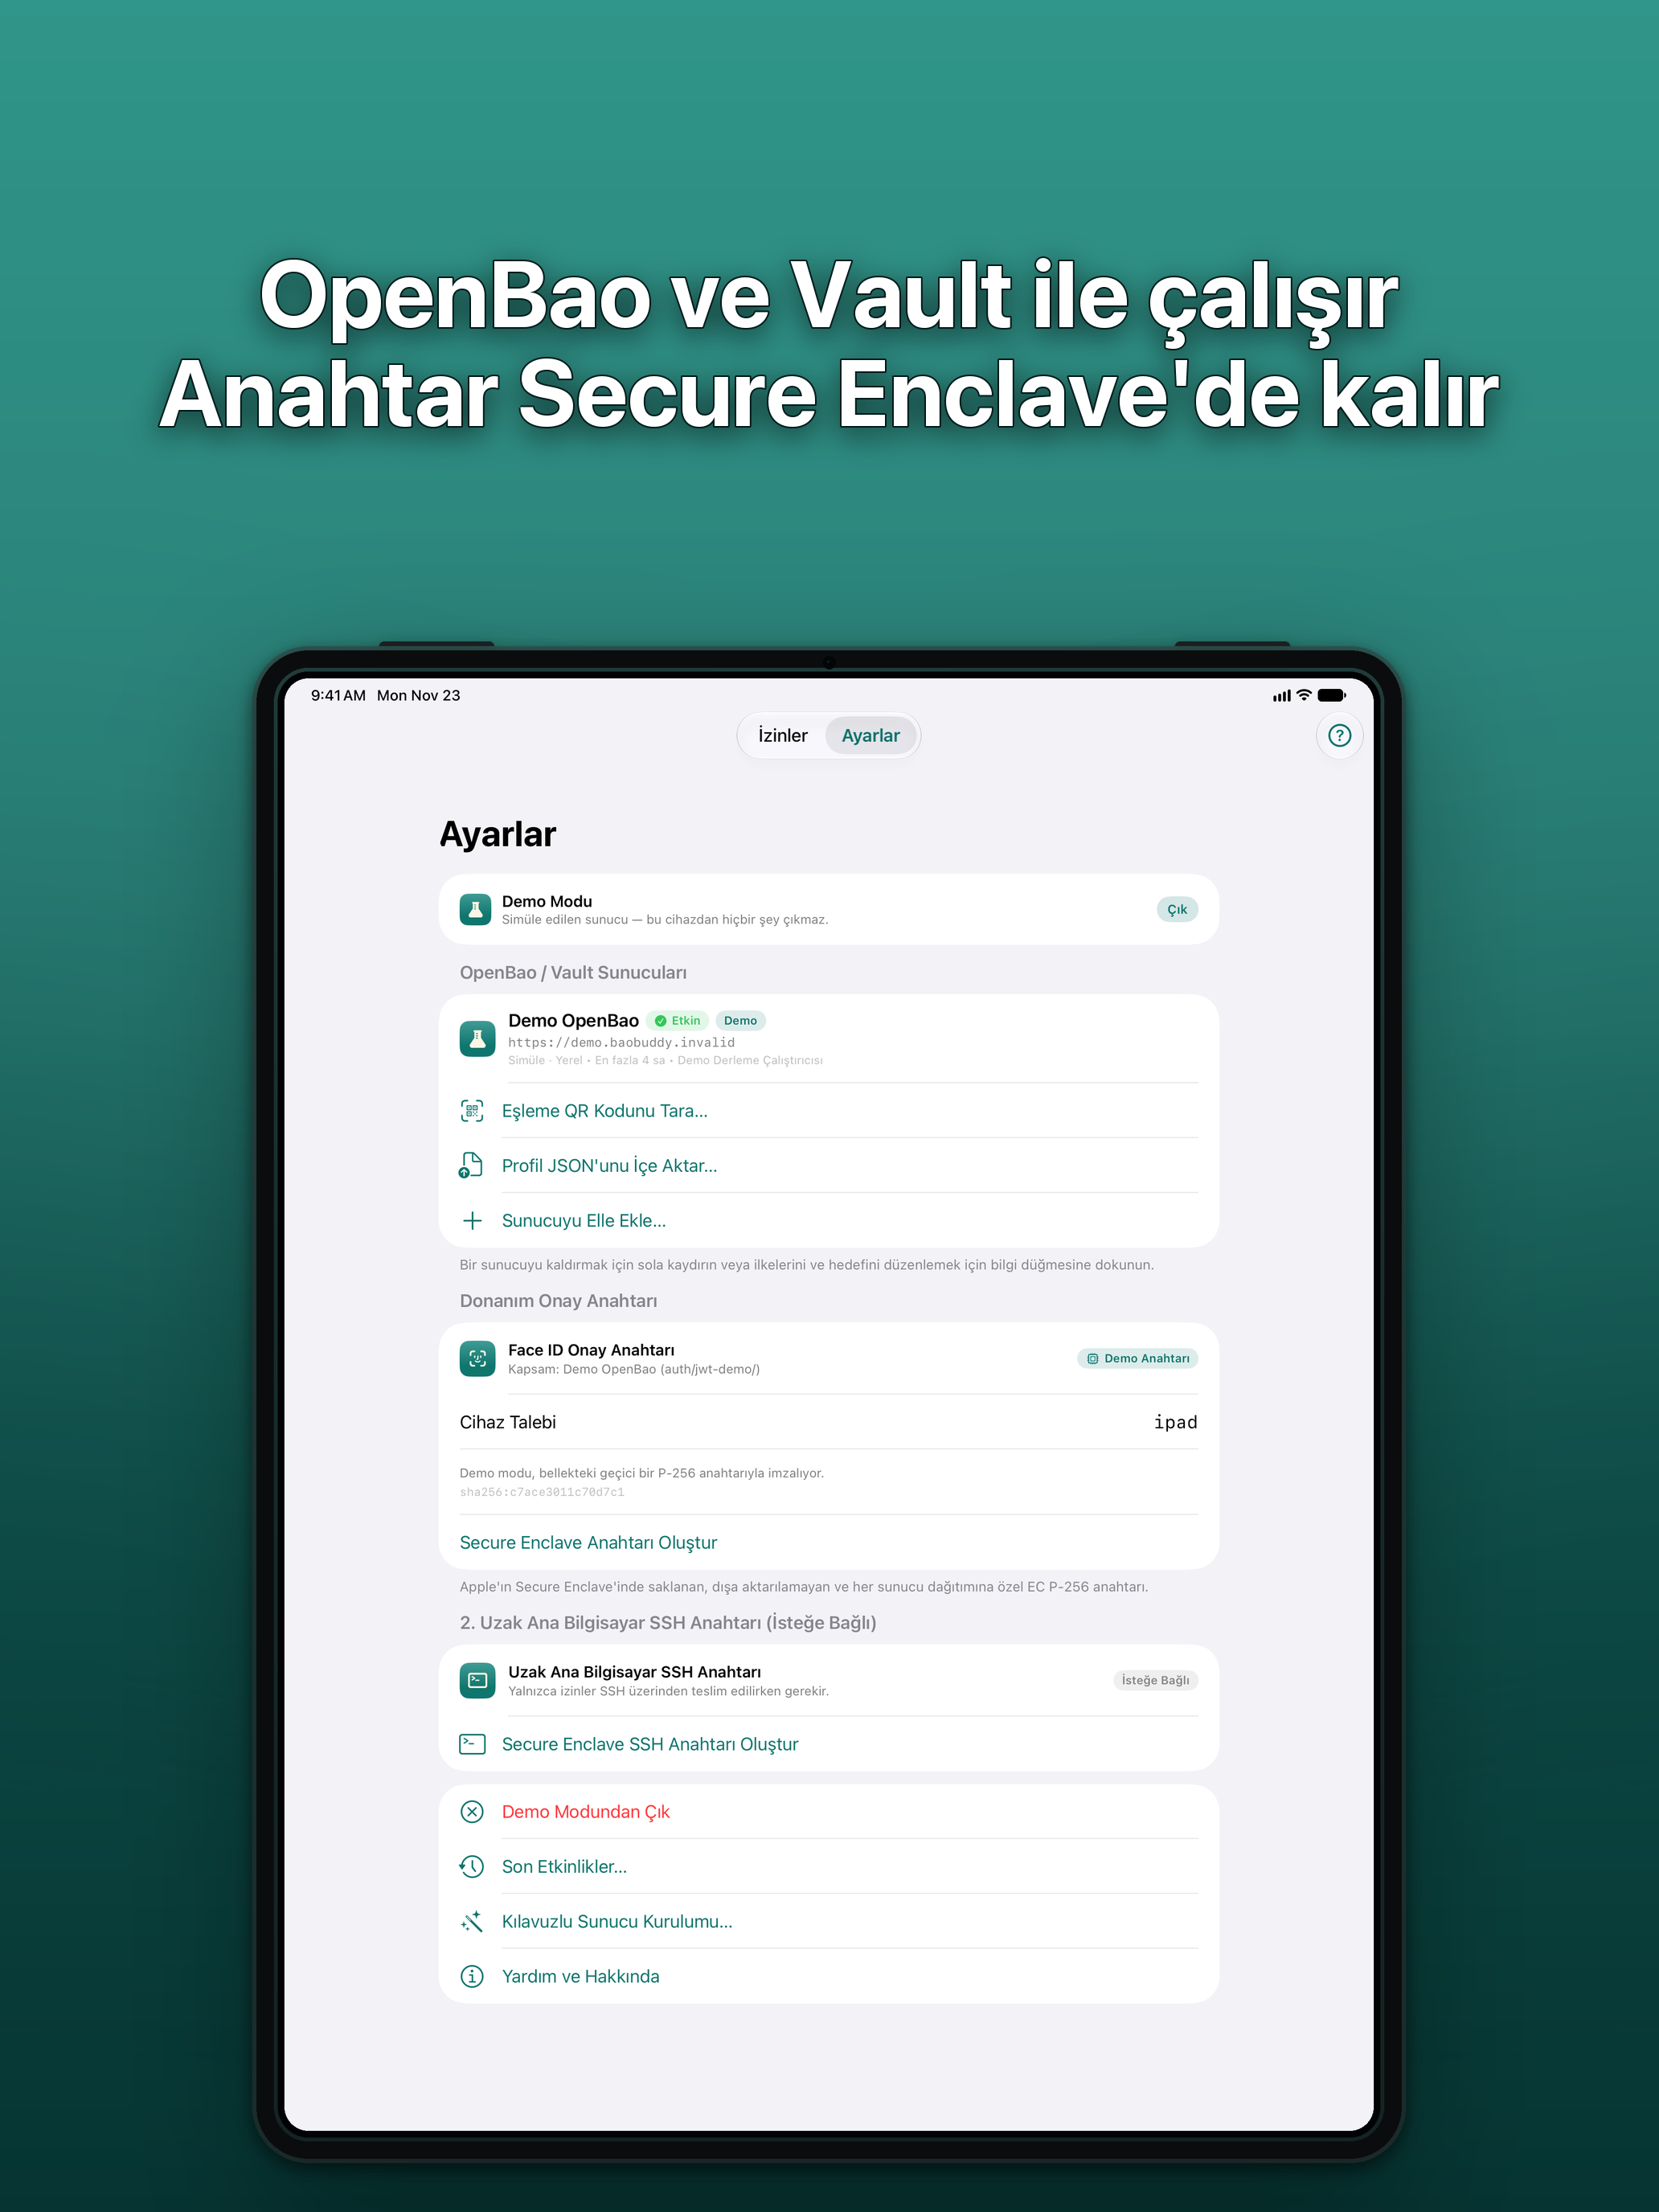 OpenBao ve Vault ile çalışır
Anahtar Secure Enclave'de kalır
9:41 AM Mon Nov 23
İzinler Ayarlar
Ayarlar
Demo Modu
Simüle edilen sunucu — bu cihazdan hiçbir şey çıkmaz.
Çık
OpenBao / Vault Sunucuları
Demo OpenBao Etkin Demo
https://demo.baobuddy.invalid
Simüle · Yerel • En fazla 4 sa • Demo Derleme Çalıştırıcısı
Eşleme QR Kodunu Tara...
Profil JSON'unu İçe Aktar...
Sunucuyu Elle Ekle...
Bir sunucuyu kaldırmak için sola kaydırın veya ilkelerini ve hedefini düzenlemek için bilgi düğmesine dokunun.
Donanım Onay Anahtarı
Face ID Onay Anahtarı
Kapsam: Demo OpenBao (auth/jwt-demo/)
Demo Anahtarı
Cihaz Talebi ipad
Demo modu, bellekteki geçici bir P-256 anahtarıyla imzalıyor.
sha256:c7ace3011c70d7c1
Secure Enclave Anahtarı Oluştur
Apple'ın Secure Enclave'inde saklanan, dışa aktarılamayan ve her sunucu dağıtımına özel EC P-256 anahtarı.
2. Uzak Ana Bilgisayar SSH Anahtarı (İsteğe Bağlı)
Uzak Ana Bilgisayar SSH Anahtarı
Yalnızca izinler SSH üzerinden teslim edilirken gerekir.
İsteğe Bağlı
Secure Enclave SSH Anahtarı Oluştur
Demo Modundan Çık
Son Etkinlikler...
Kılavuzlu Sunucu Kurulumu...
Yardım ve Hakkında